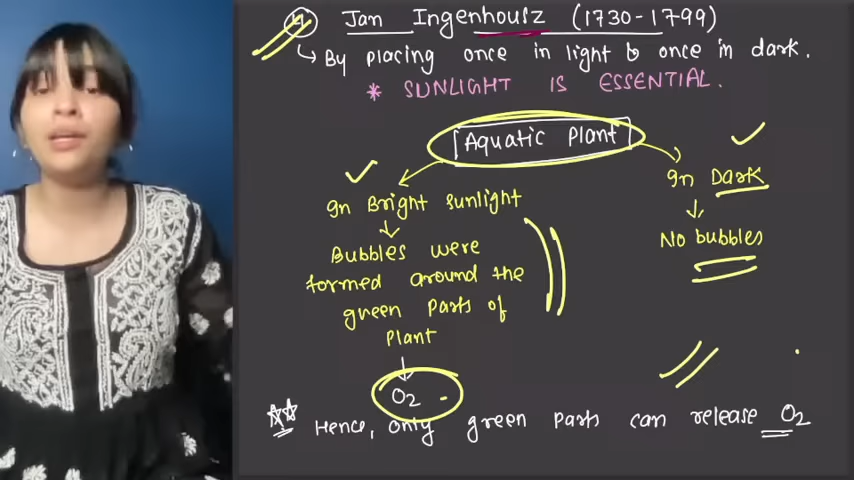 2 Jan Ingenhousz (1730-1799)
↳ By placing once in light & once in dark.
* SUNLIGHT IS ESSENTIAL.
Aquatic Plant
In Bright sunlight
Bubbles were
formed around the
green parts of
Plant
O2
In Dark
No bubbles
Hence, only green parts can release O2